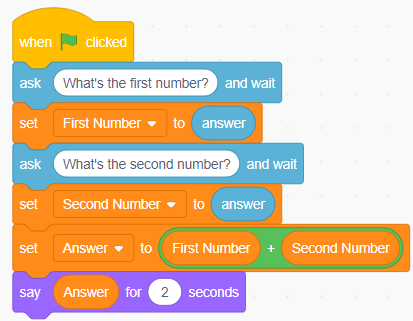 when clicked
ask What's the first number? and wait
set First Number to answer
ask What's the second number? and wait
set Second Number to answer
set Answer to First Number + Second Number
say Answer for 2 seconds